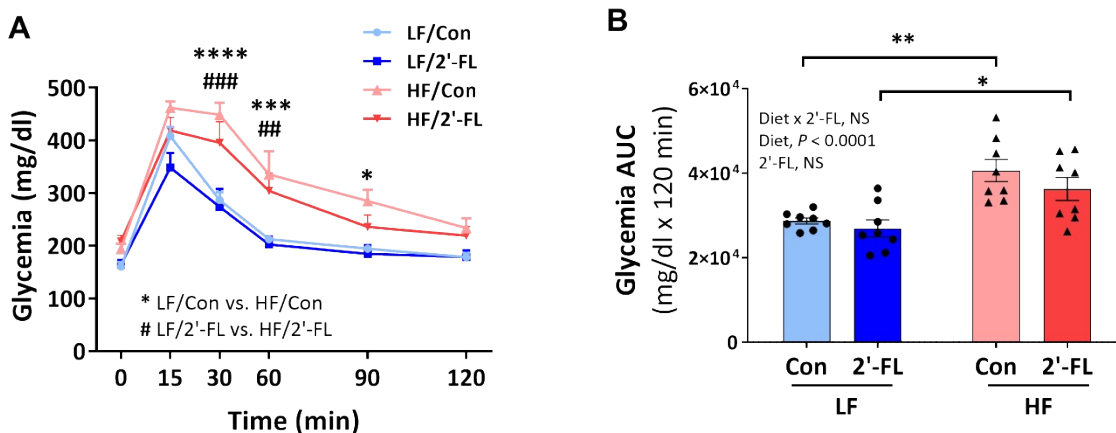 A
LF/Con
LF/2'-FL
HF/Con
HF/2'-FL
****
###
***
##
*
Glycemia (mg/dl)
500
400
300
200
100
0
* LF/Con vs. HF/Con
# LF/2'-FL vs. HF/2'-FL
0 15 30 60 90 120
Time (min)
B
**
*
Glycemia AUC
(mg/dl x 120 min)
6×10⁴
4×10⁴
2×10⁴
0
Diet x 2'-FL, NS
Diet, P < 0.0001
2'-FL, NS
Con 2'-FL Con 2'-FL
LF HF